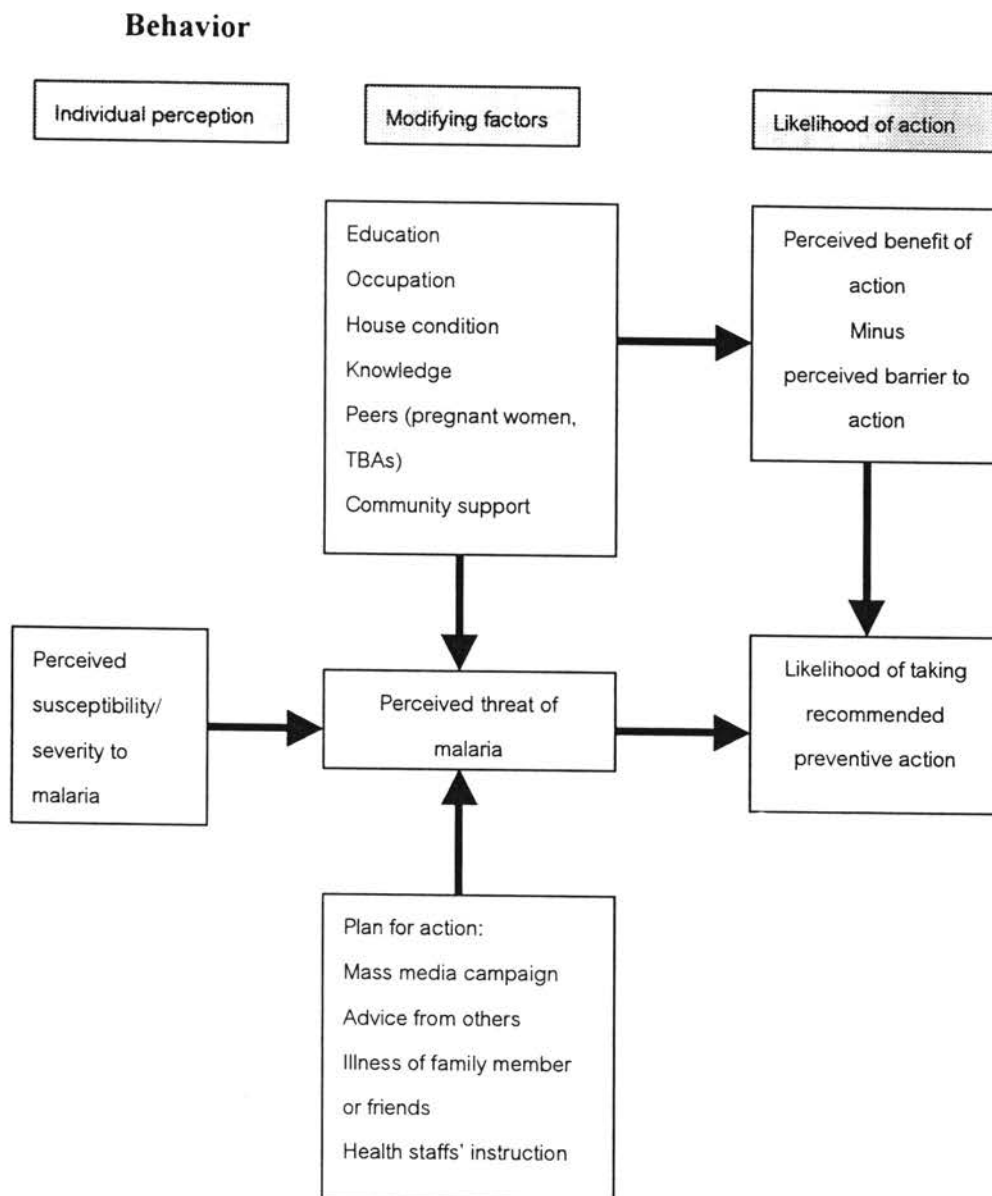 Behavior
Individual perception
Modifying factors
Likelihood of action
Education
Occupation
House condition
Knowledge
Peers (pregnant women,
TBAs)
Community support
Perceived benefit of
action
Minus
perceived barrier to
action
Perceived
susceptibility/
severity to
malaria
Perceived threat of
malaria
Likelihood of taking
recommended
preventive action
Plan for action:
Mass media campaign
Advice from others
Illness of family member
or friends
Health staffs' instruction